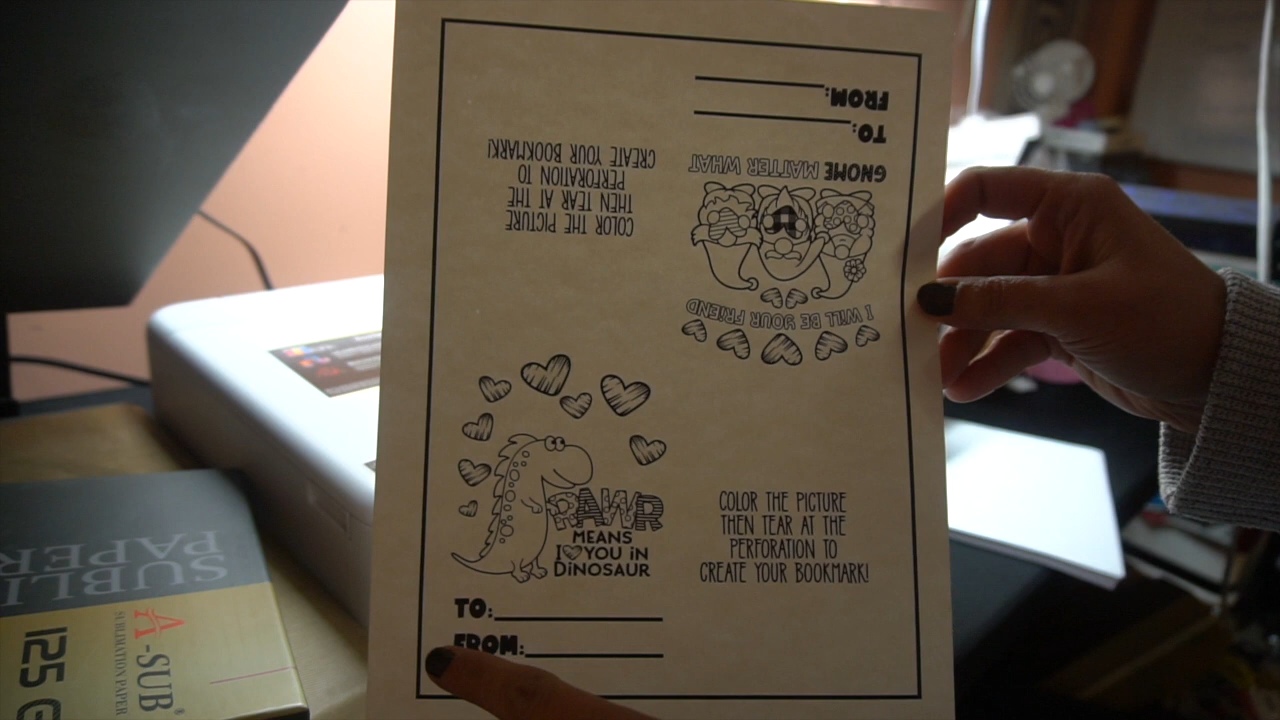 FROM:
TO:
GNOME MATTER WHAT
I WILL BE YOUR FRIEND
COLOR THE PICTURE
THEN TEAR AT THE
PERFORATION TO
CREATE YOUR BOOKMARK!
RAWR
MEANS
I YOU IN
DINOSAUR
TO:
FROM:
COLOR THE PICTURE
THEN TEAR AT THE
PERFORATION TO
CREATE YOUR BOOKMARK!
SUBLI
PAPER
A-SUB®
SUBLIMATION PAPER
125 G